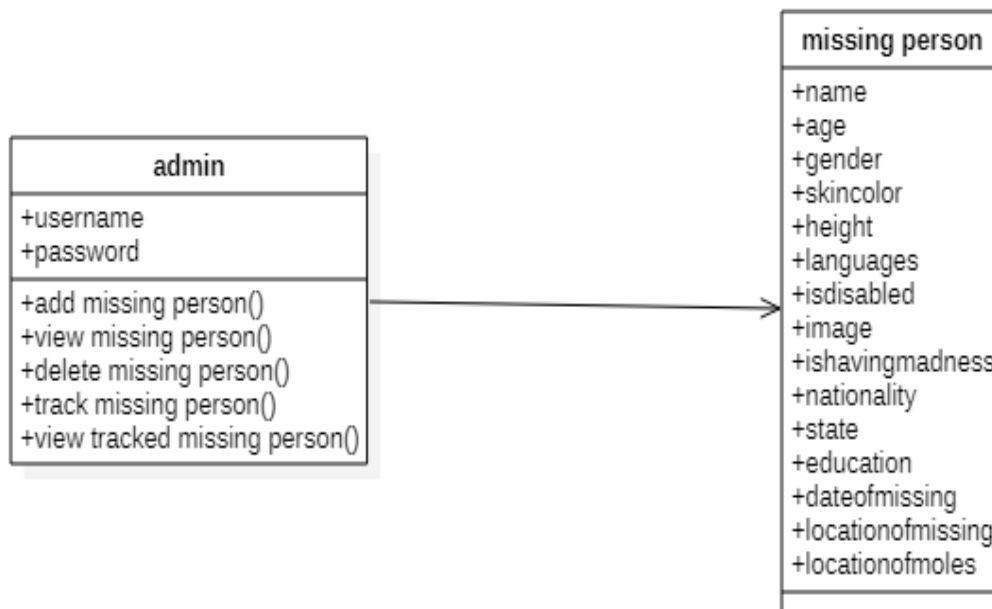 admin
+username
+password
+add missing person()
+view missing person()
+delete missing person()
+track missing person()
+view tracked missing person()
missing person
+name
+age
+gender
+skincolor
+height
+languages
+isdisabled
+image
+ishavingmadness
+nationality
+state
+education
+dateofmissing
+locationofmissing
+locationofmoles